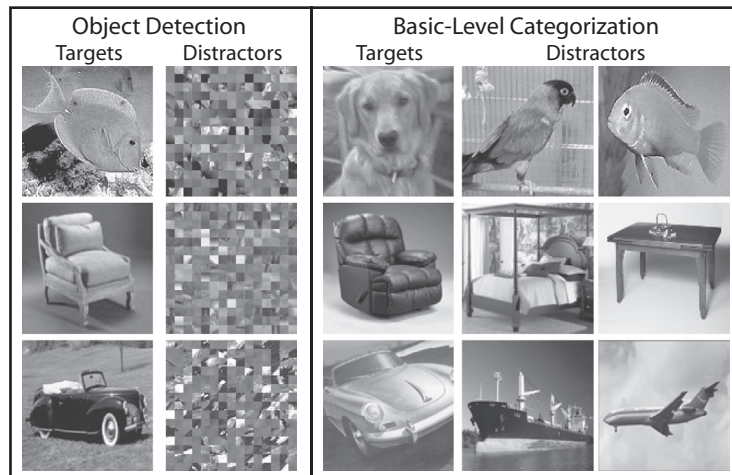 Object Detection
Basic-Level Categorization
Targets
Distractors
Targets
Distractors